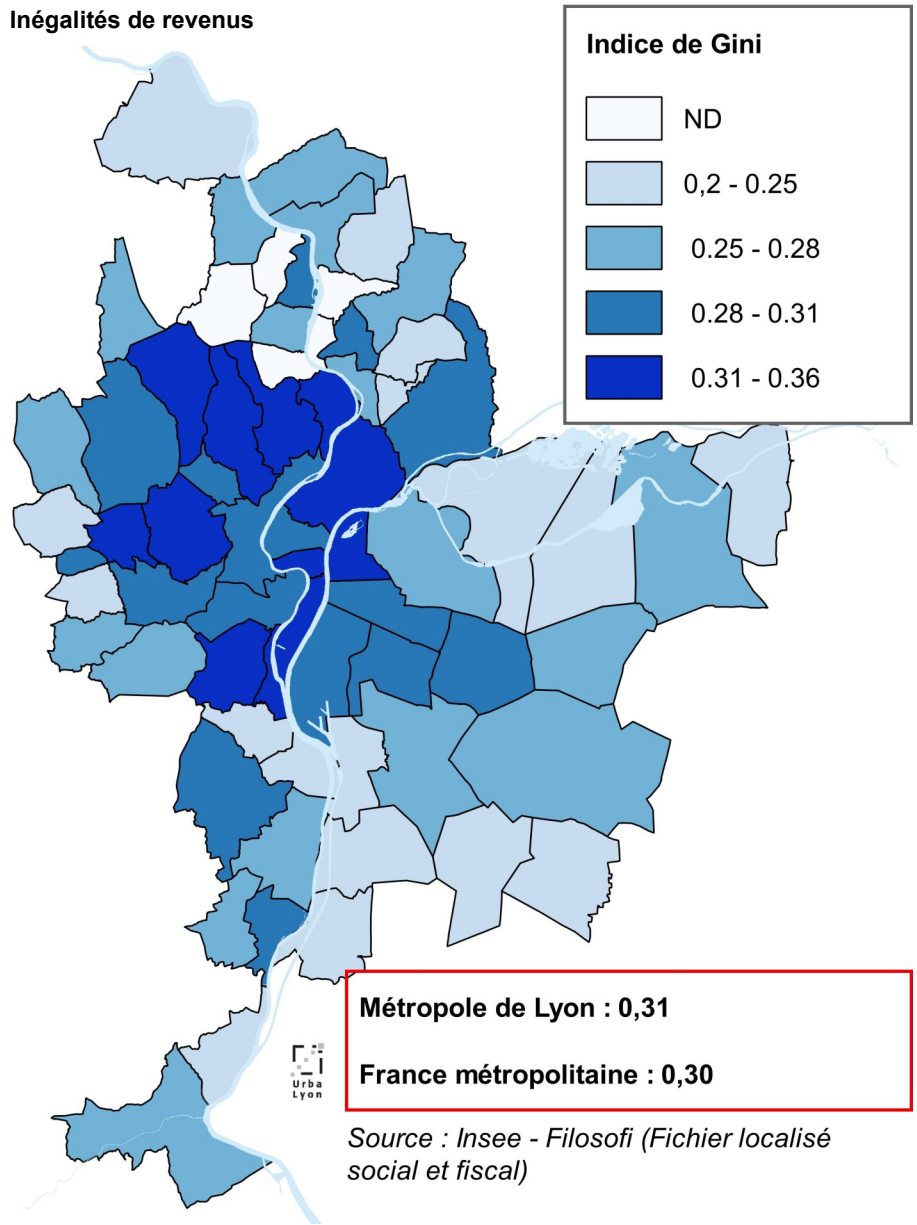 Inégalités de revenus
Indice de Gini
ND
0,2 - 0.25
0.25 - 0.28
0.28 - 0.31
0.31 - 0.36
Métropole de Lyon : 0,31
France métropolitaine : 0,30
Urba
Lyon
Source : Insee - Filosofi (Fichier localisé
social et fiscal)